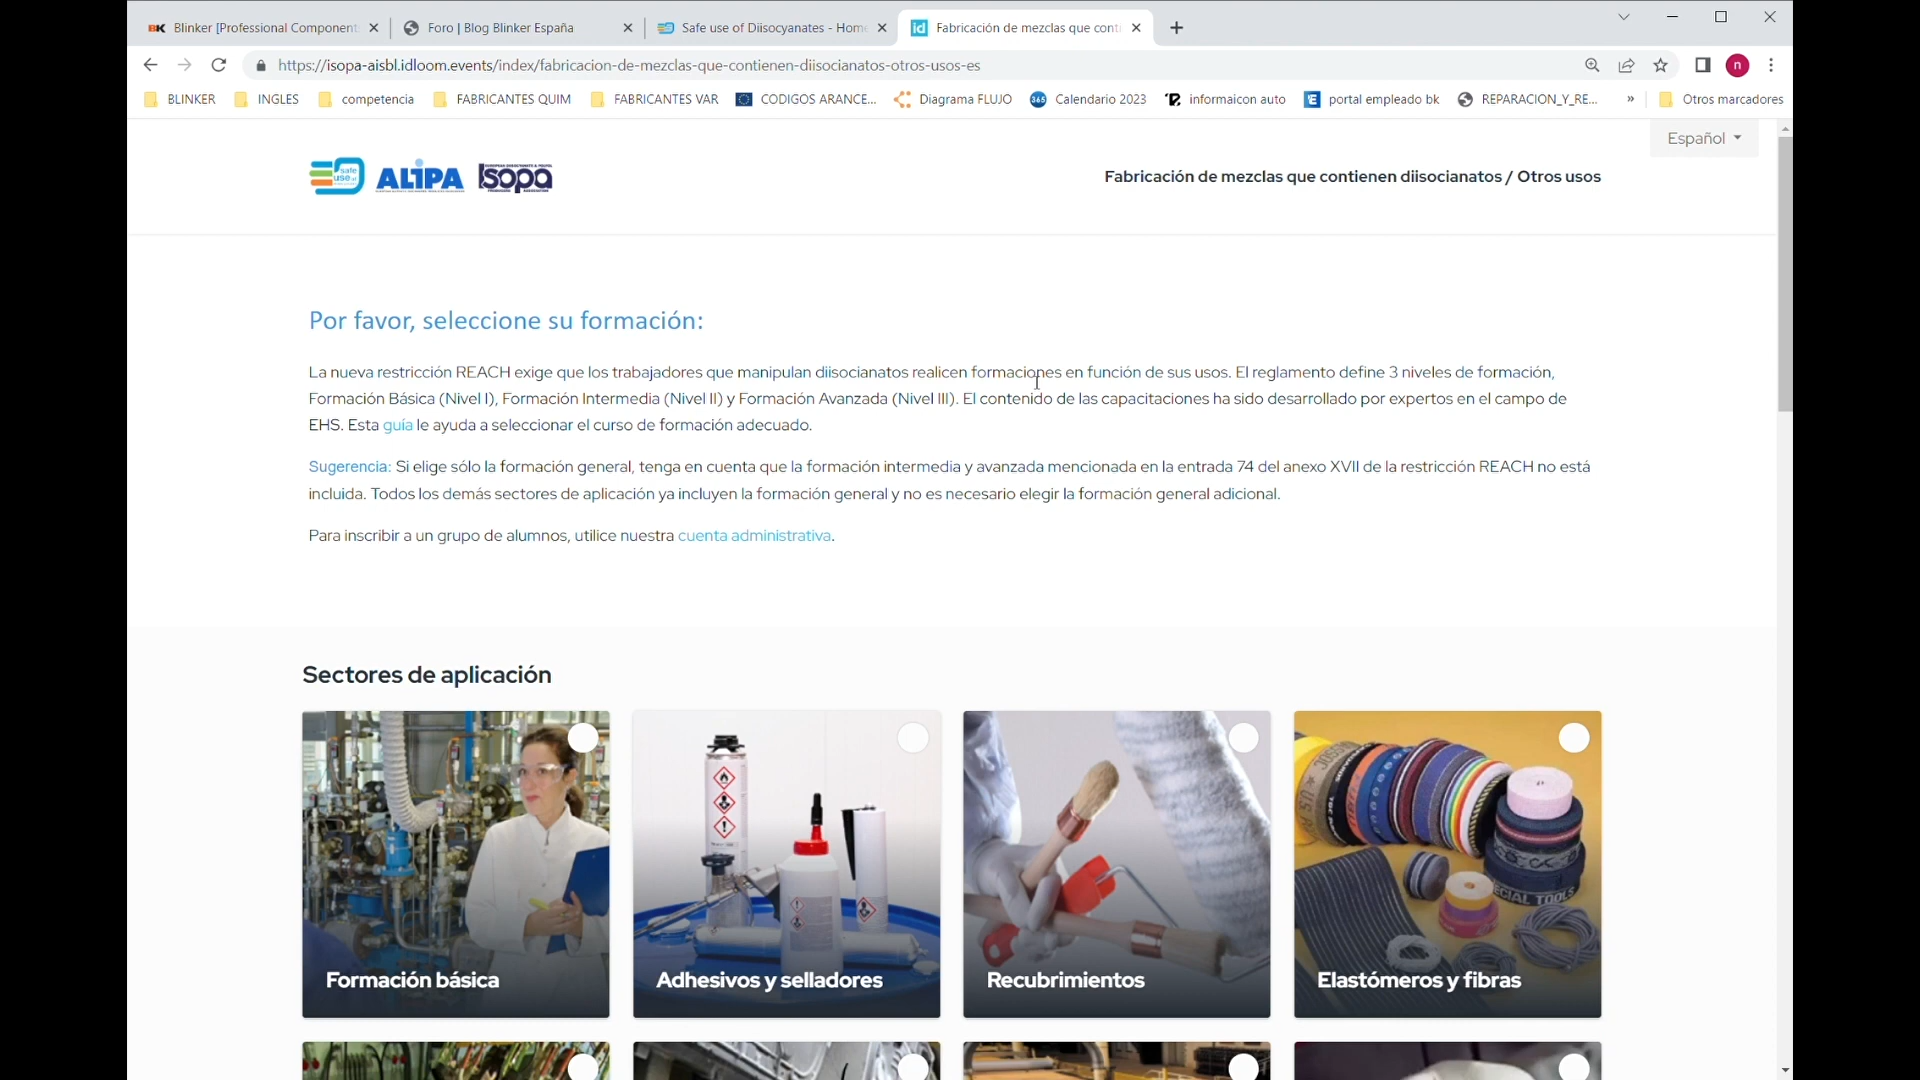 BK Blinker [Professional Component:
Foro | Blog Blinker España
Safe use of Diisocyanates - Home
id Fabricación de mezclas que conti
https://isopa-aisbl.idloom.events/index/fabricacion-de-mezclas-que-contienen-diisocianatos-otros-usos-es
n
BLINKER
INGLES
competencia
FABRICANTES QUIM
FABRICANTES VAR
CODIGOS ARANCE...
Diagrama FLUJO
365 Calendario 2023
informaicon auto
portal empleado bk
REPARACION_Y_RE...
»
Otros marcadores
Español
safe use of
ALIPA
isopa
Fabricación de mezclas que contienen diisocianatos / Otros usos
Por favor, seleccione su formación:
La nueva restricción REACH exige que los trabajadores que manipulan diisocianatos realicen formaciones en función de sus usos. El reglamento define 3 niveles de formación,
Formación Básica (Nivel I), Formación Intermedia (Nivel II) y Formación Avanzada (Nivel III). El contenido de las capacitaciones ha sido desarrollado por expertos en el campo de
EHS. Esta guía le ayuda a seleccionar el curso de formación adecuado.
Sugerencia: Si elige sólo la formación general, tenga en cuenta que la formación intermedia y avanzada mencionada en la entrada 74 del anexo XVII de la restricción REACH no está
incluida. Todos los demás sectores de aplicación ya incluyen la formación general y no es necesario elegir la formación general adicional.
Para inscribir a un grupo de alumnos, utilice nuestra cuenta administrativa.
Sectores de aplicación
Formación básica
Adhesivos y selladores
Recubrimientos
Elastómeros y fibras